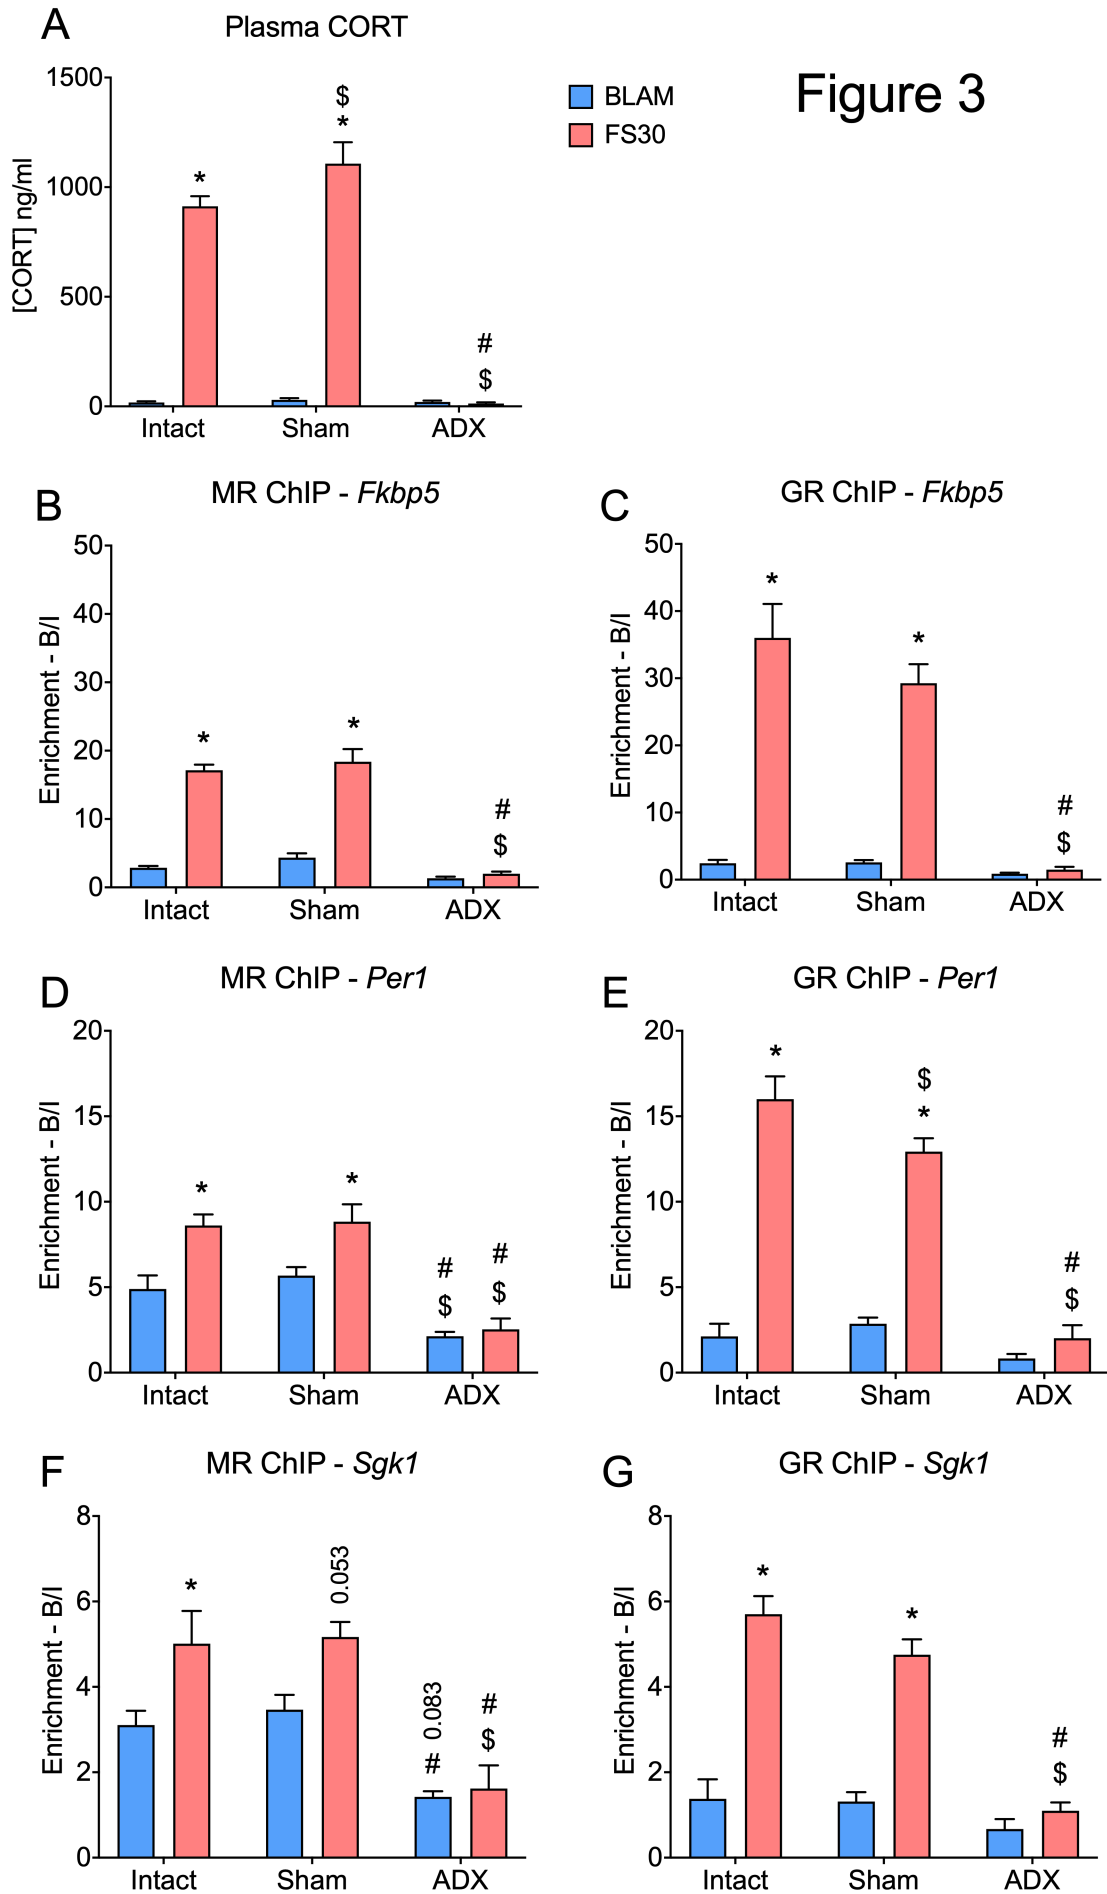 A
Plasma CORT
Figure 3
BLAM
FS30
[CORT] ng/ml
1500
1000
500
0
*
$
*
#
$
Intact
Sham
ADX
B
MR ChIP - Fkbp5
Enrichment - B/I
50
40
30
20
10
0
*
*
#
$
Intact
Sham
ADX
C
GR ChIP - Fkbp5
Enrichment - B/I
50
40
30
20
10
0
*
*
#
$
Intact
Sham
ADX
D
MR ChIP - Per1
Enrichment - B/I
20
15
10
5
0
*
*
#
$
#
$
Intact
Sham
ADX
E
GR ChIP - Per1
Enrichment - B/I
20
15
10
5
0
*
$
*
#
$
Intact
Sham
ADX
F
MR ChIP - Sgk1
Enrichment - B/I
8
6
4
2
0
*
0.053
0.083
#
#
$
Intact
Sham
ADX
G
GR ChIP - Sgk1
Enrichment - B/I
8
6
4
2
0
*
*
#
$
Intact
Sham
ADX